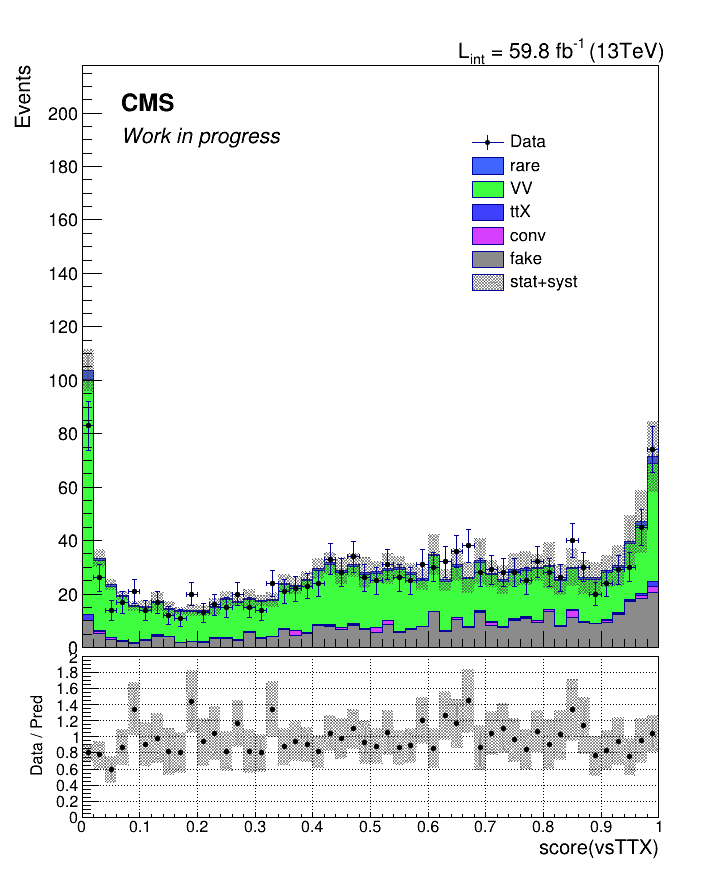 L_int = 59.8 fb⁻¹ (13TeV)
Events
CMS
Work in progress
Data
rare
VV
ttX
conv
fake
stat+syst
200
180
160
140
120
100
80
60
40
20
0
Data / Pred
2
1.8
1.6
1.4
1.2
1
0.8
0.6
0.4
0.2
0
0 0.1 0.2 0.3 0.4 0.5 0.6 0.7 0.8 0.9 1
score(vsTTX)